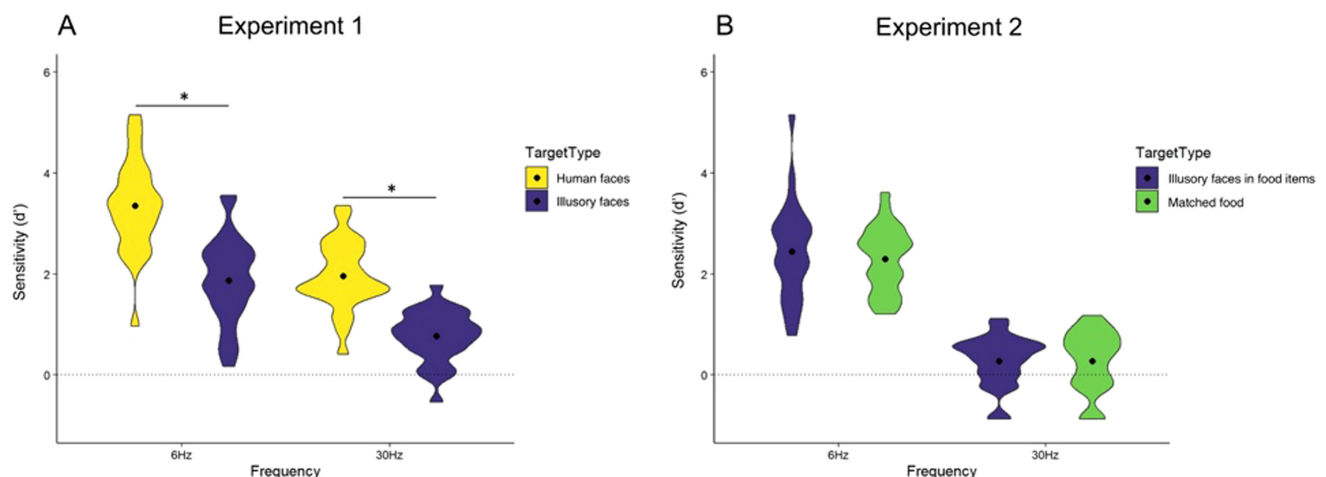 A
Experiment 1
6
*
*
4
2
0
Sensitivity (d')
6Hz
30Hz
Frequency
TargetType
Human faces
Illusory faces
B
Experiment 2
6
4
2
0
Sensitivity (d')
6Hz
30Hz
Frequency
TargetType
Illusory faces in food items
Matched food